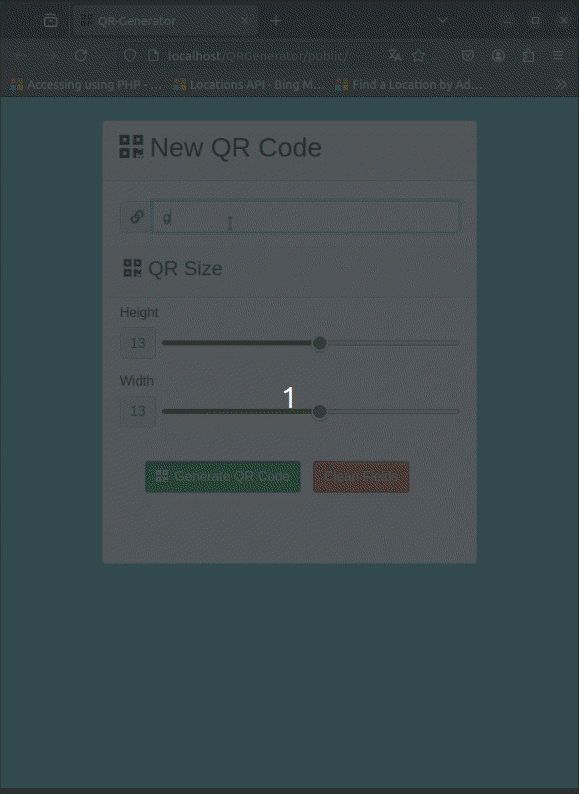 QR-Generator
localhost/QRGenerator/public/
Accessing using PHP - ... Locations API - Bing M... Find a Location by Ad...
New QR Code
g
QR Size
Height
13
Width
13
1
Generate QR Code Clean Fields